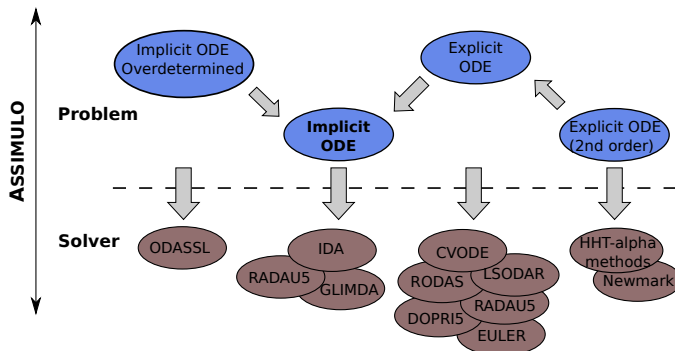 ASSIMULO
Problem
Implicit ODE
Overdetermined
Explicit
ODE
Implicit
ODE
Explicit ODE
(2nd order)
Solver
ODASSL
IDA
RADAU5
GLIMDA
CVODE
RODAS
LSODAR
RADAU5
DOPRI5
EULER
HHT-alpha
methods
Newmark